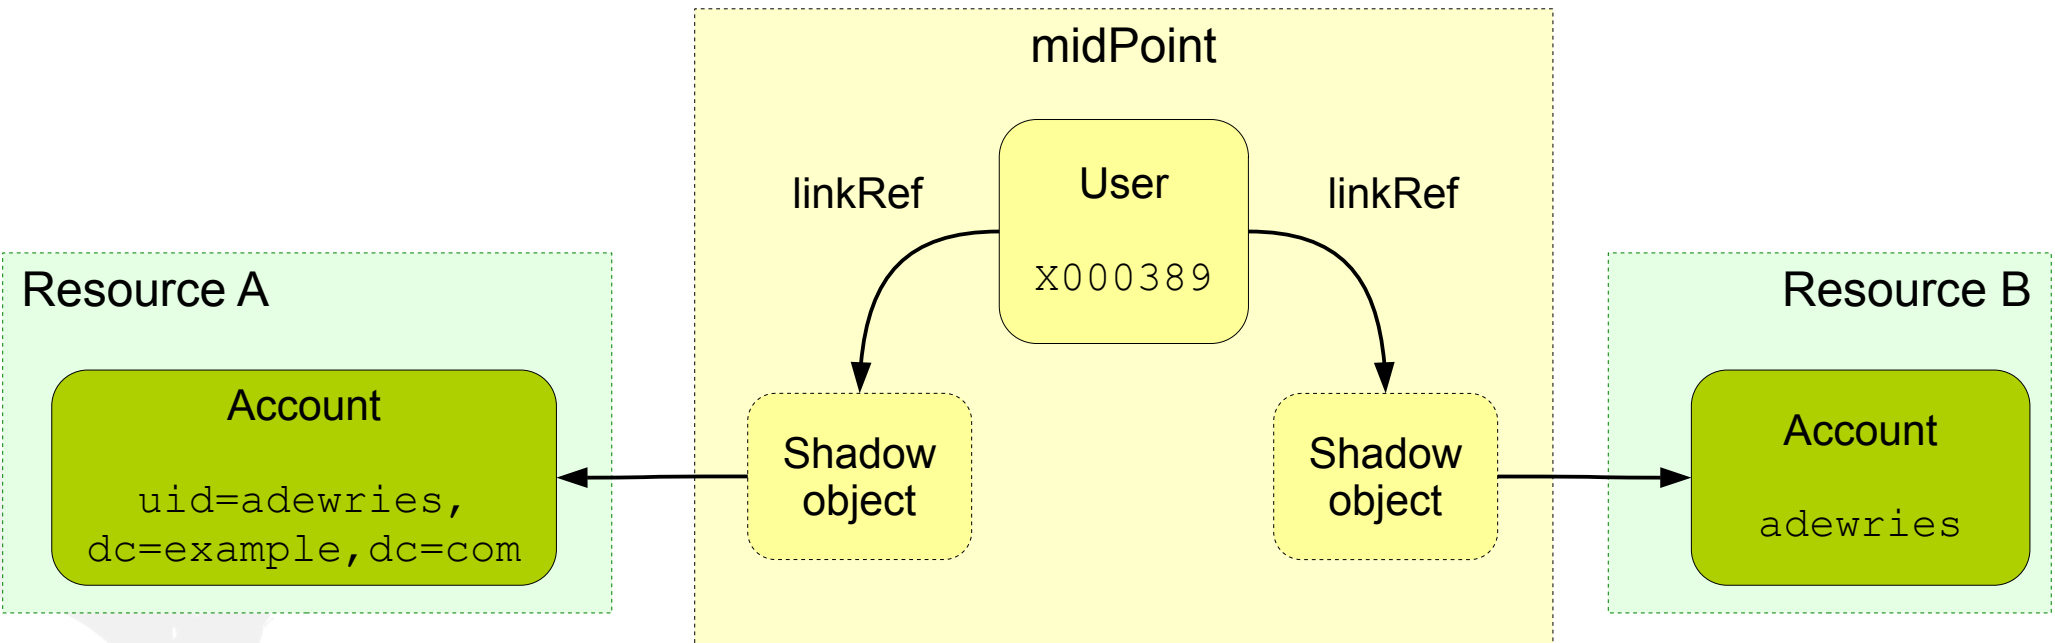 midPoint
linkRef
User
linkRef
X000389
Resource A
Resource B
Account
uid=adewries,
dc=example,dc=com
Shadow
object
Shadow
object
Account
adewries